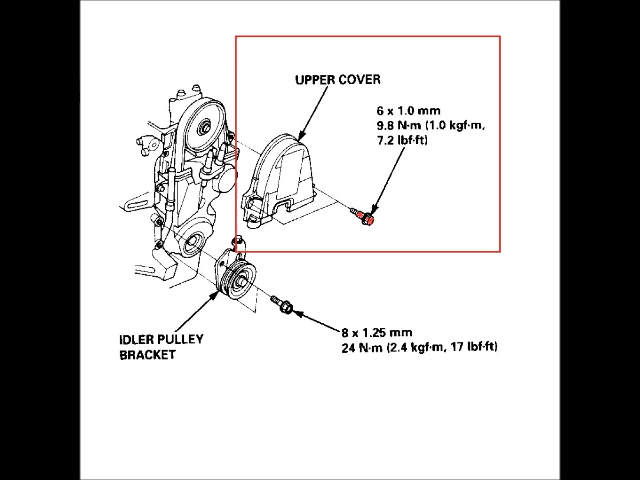 UPPER COVER
6 x 1.0 mm
9.8 N·m (1.0 kgf·m,
7.2 lbf·ft)
IDLER PULLEY
BRACKET
8 x 1.25 mm
24 N·m (2.4 kgf·m, 17 lbf·ft)